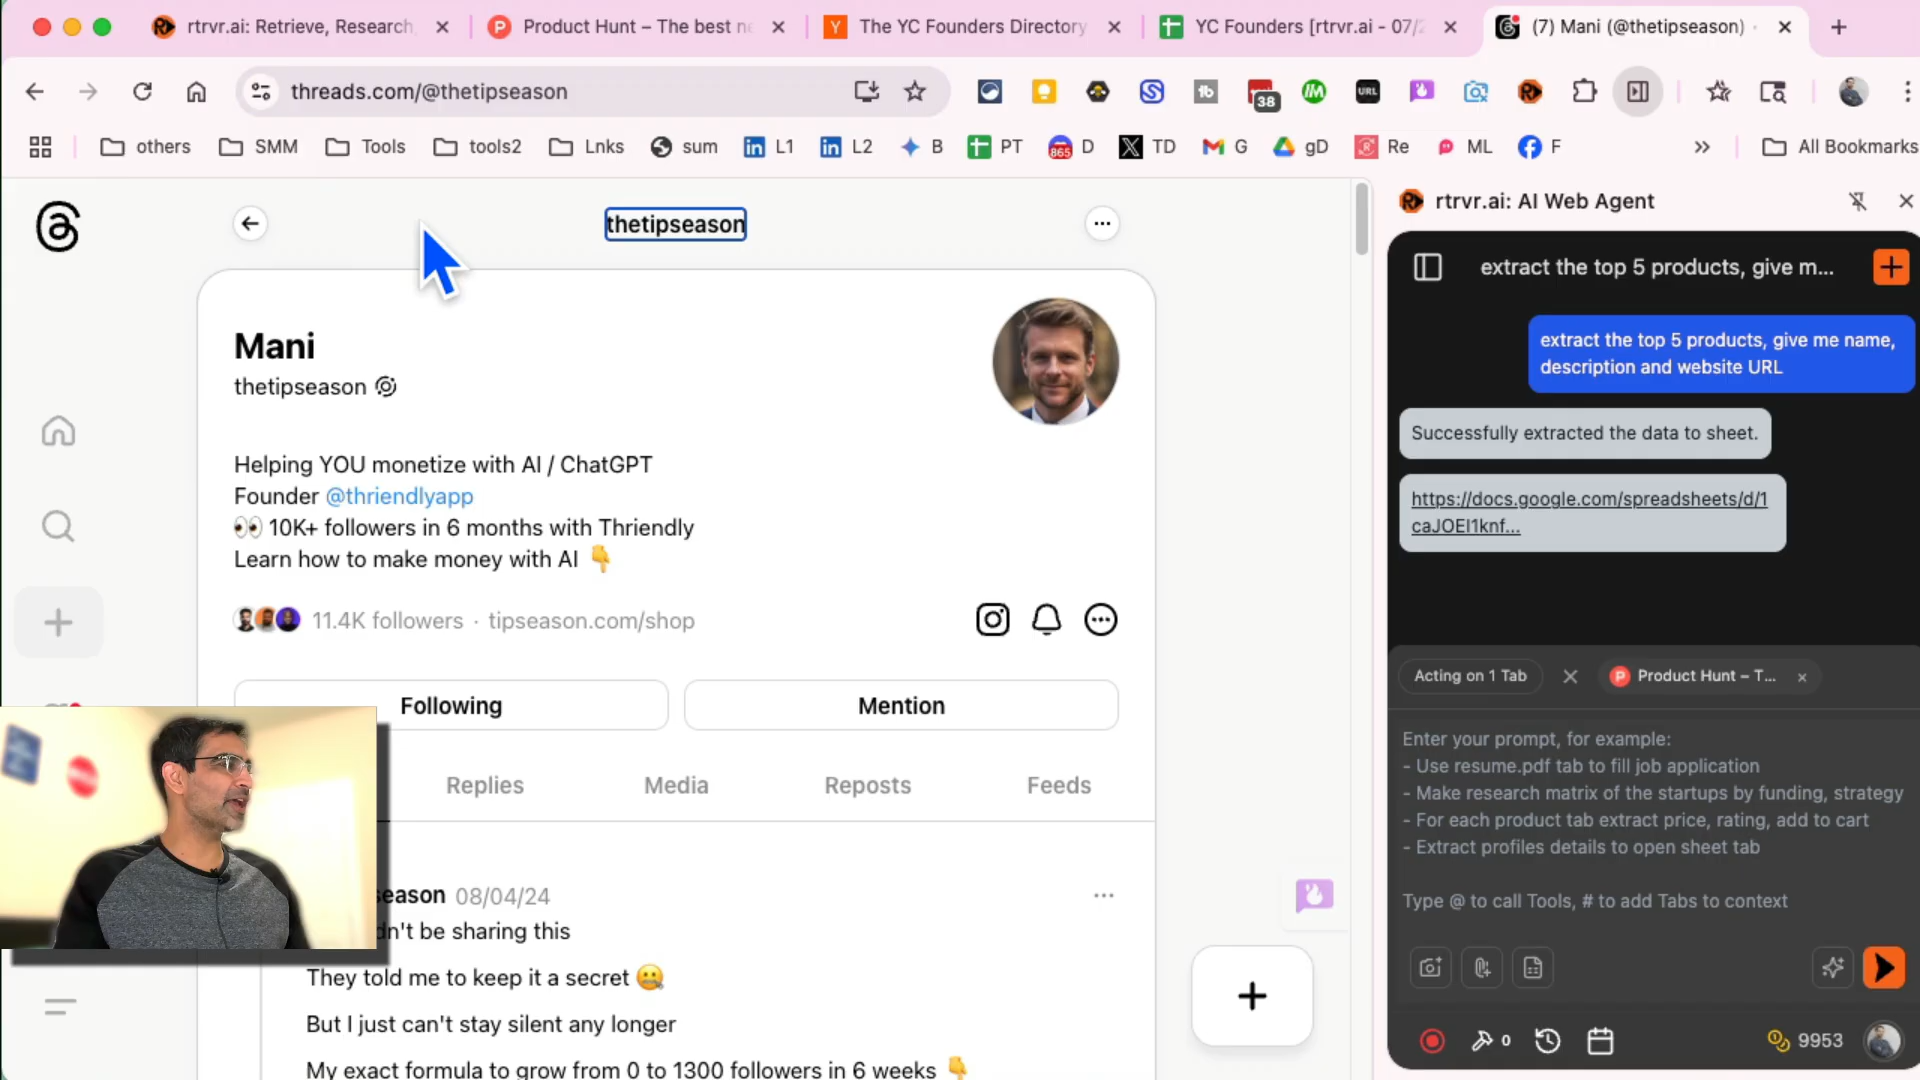 rtrvr.ai: Retrieve, Research,
Product Hunt – The best ne
The YC Founders Directory
YC Founders [rtrvr.ai - 07/2
(7) Mani (@thetipseason) ·
threads.com/@thetipseason
38
URL
others
SMM
Tools
tools2
Lnks
sum
L1
L2
B
PT
865
D
TD
G
gD
Re
ML
F
All Bookmarks
thetipseason
Mani
thetipseason
Helping YOU monetize with AI / ChatGPT
Founder @thriendlyapp
👀 10K+ followers in 6 months with Thriendly
Learn how to make money with AI 👇
11.4K followers · tipseason.com/shop
Following
Mention
Replies
Media
Reposts
Feeds
season 08/04/24
dn't be sharing this
They told me to keep it a secret 🤐
But I just can't stay silent any longer
My exact formula to grow from 0 to 1300 followers in 6 weeks 👇
rtrvr.ai: AI Web Agent
extract the top 5 products, give m...
extract the top 5 products, give me name,
description and website URL
Successfully extracted the data to sheet.
https://docs.google.com/spreadsheets/d/1
caJOEI1knf...
Acting on 1 Tab
Product Hunt – T...
Enter your prompt, for example:
- Use resume.pdf tab to fill job application
- Make research matrix of the startups by funding, strategy
- For each product tab extract price, rating, add to cart
- Extract profiles details to open sheet tab
Type @ to call Tools, # to add Tabs to context
0
9953